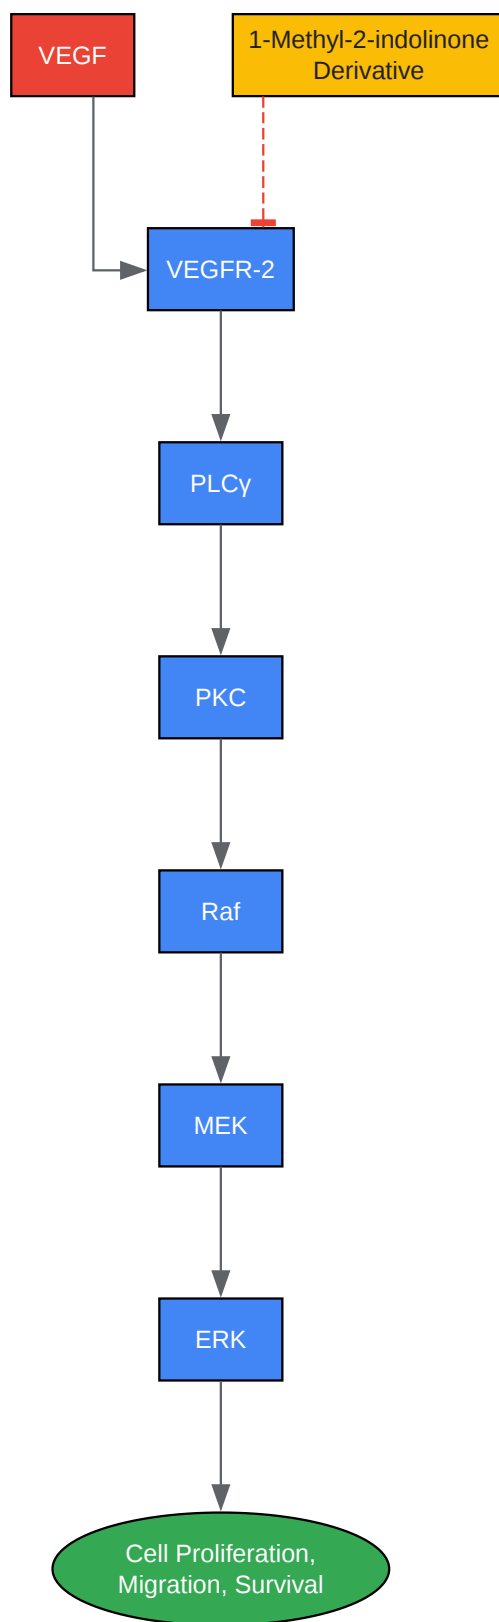 VEGF
1-Methyl-2-indolinone
Derivative
VEGFR-2
PLCγ
PKC
Raf
MEK
ERK
Cell Proliferation,
Migration, Survival